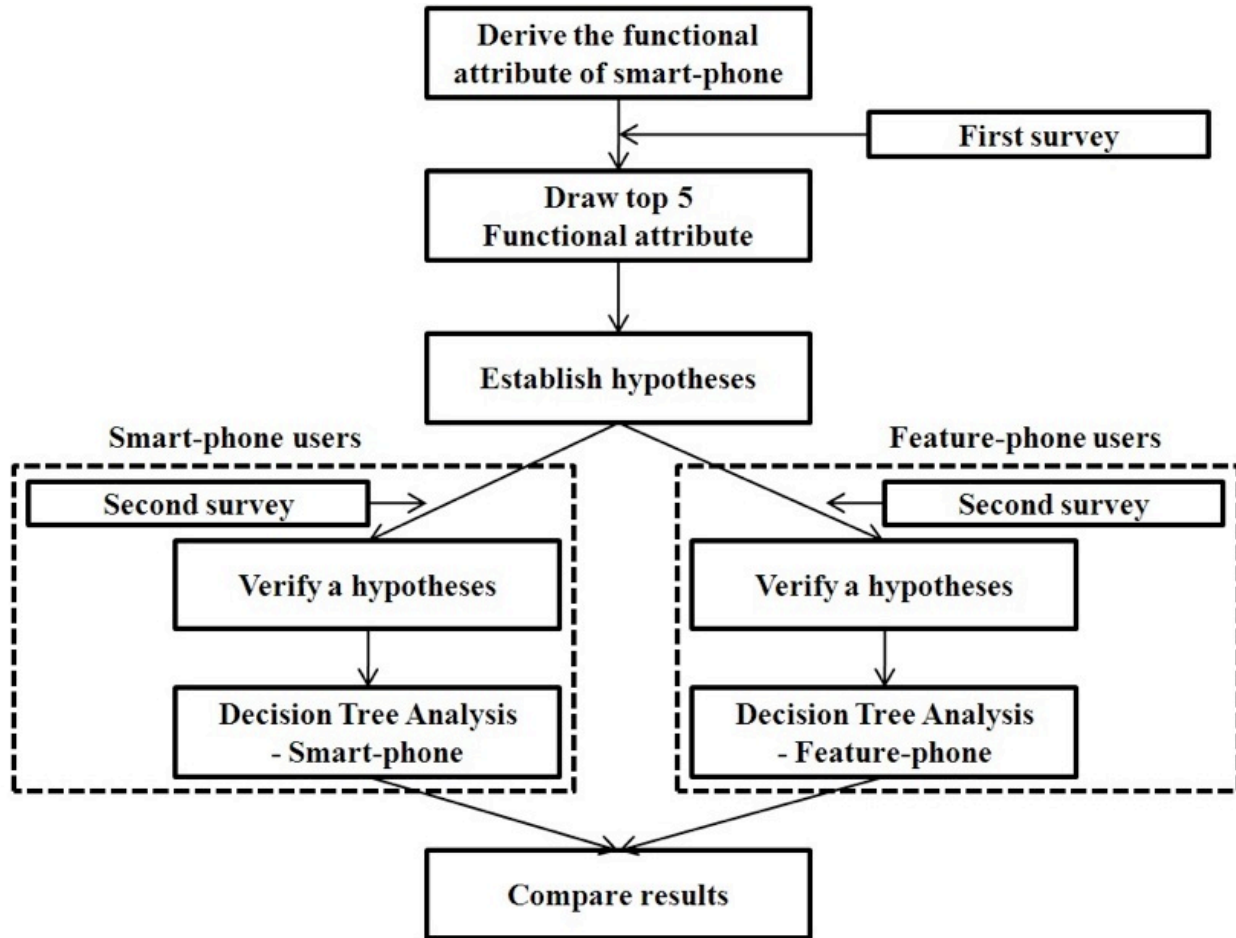 Derive the functional
attribute of smart-phone
First survey
Draw top 5
Functional attribute
Establish hypotheses
Smart-phone users
Feature-phone users
Second survey
Second survey
Verify a hypotheses
Verify a hypotheses
Decision Tree Analysis
- Smart-phone
Decision Tree Analysis
- Feature-phone
Compare results